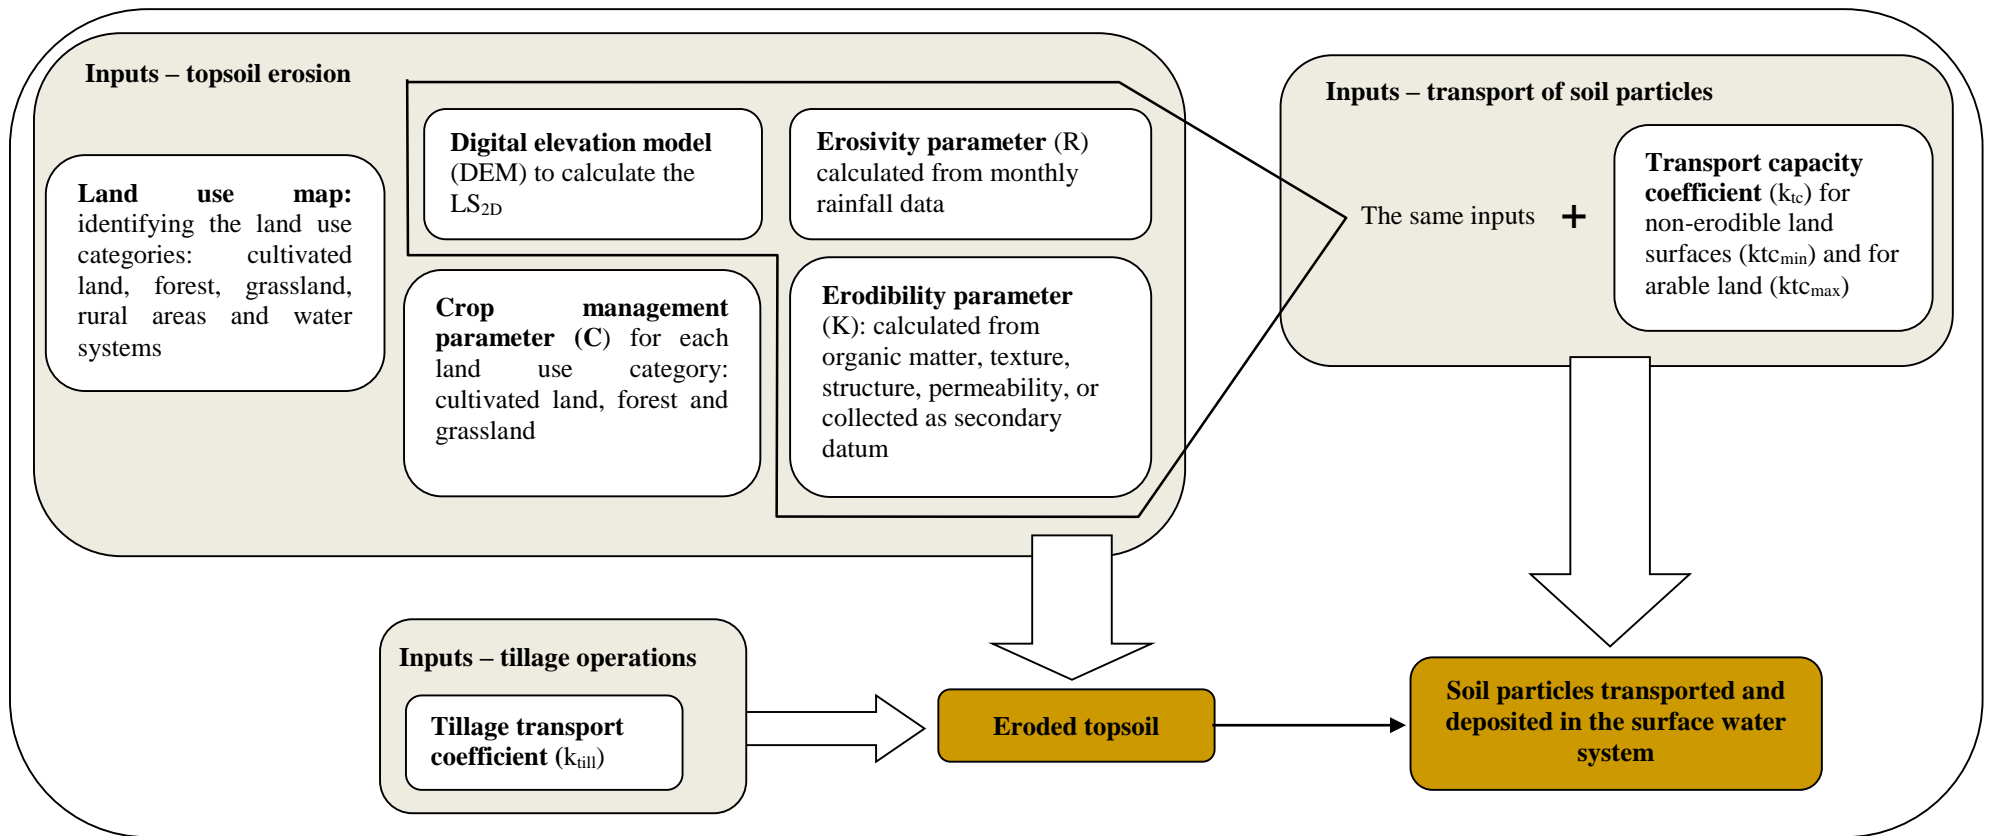 Inputs – topsoil erosion
Land use map:
identifying the land use
categories: cultivated
land, forest, grassland,
rural areas and water
systems
Digital elevation model
(DEM) to calculate the
LS2D
Erosivity parameter (R)
calculated from monthly
rainfall data
Crop management
parameter (C) for each
land use category:
cultivated land, forest and
grassland
Erodibility parameter
(K): calculated from
organic matter, texture,
structure, permeability, or
collected as secondary
datum
Inputs – transport of soil particles
The same inputs +
Transport capacity
coefficient (ktc) for
non-erodible land
surfaces (ktcmin) and for
arable land (ktcmax)
Inputs – tillage operations
Tillage transport
coefficient (ktill)
Eroded topsoil
Soil particles transported and
deposited in the surface water
system